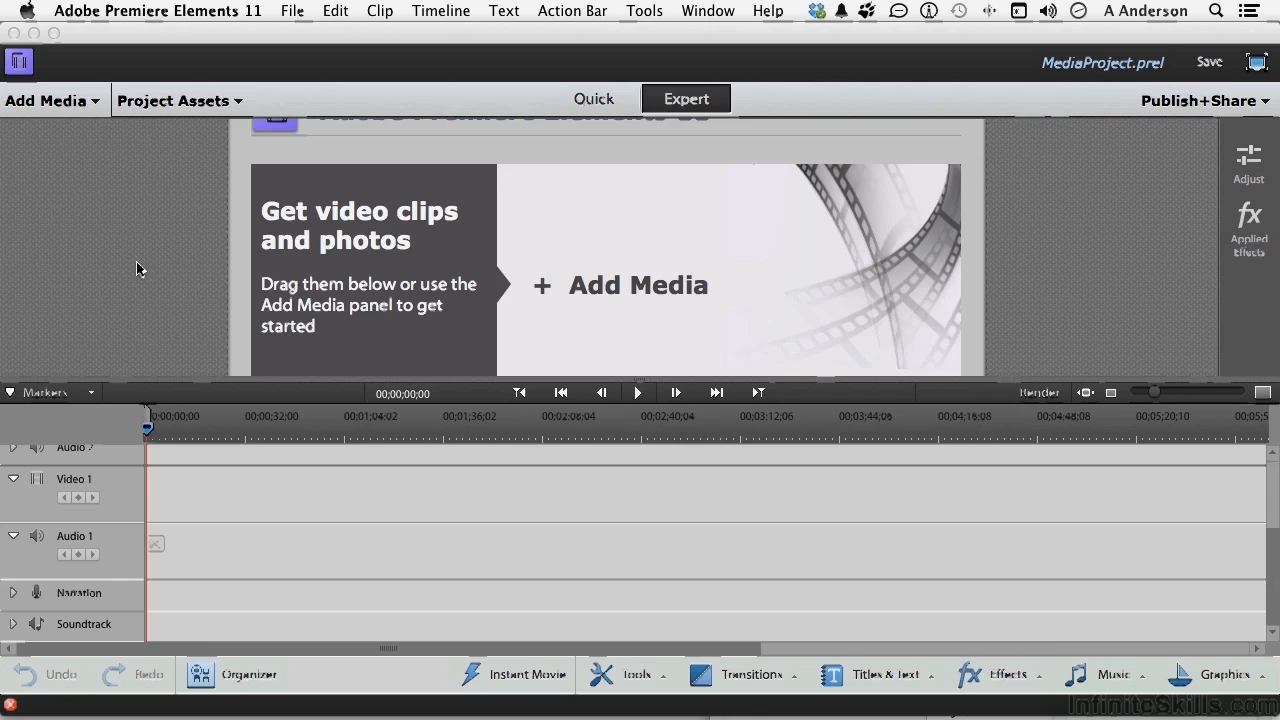 Adobe Premiere Elements 11 File Edit Clip Timeline Text Action Bar Tools Window Help A Anderson
MediaProject.prel Save
Add Media Project Assets Quick Expert Publish+Share
Get video clips
and photos
Drag them below or use the
Add Media panel to get
started
+ Add Media
Adjust
fx
Applied
Effects
Markers 00;00;00;00 Render
0;00;00;00 00;00;32;00 00;01;04;02 00;01;36;02 00;02;08;04 00;02;40;04 00;03;12;06 00;03;44;06 00;04;16;08 00;04;48;08 00;05;20;10 00;05;5
Audio 2
Video 1
Audio 1
Narration
Soundtrack
Undo Redo Organizer Instant Movie Tools Transitions T Titles & Text fx Effects Music Graphics
InfiniteSkills.com